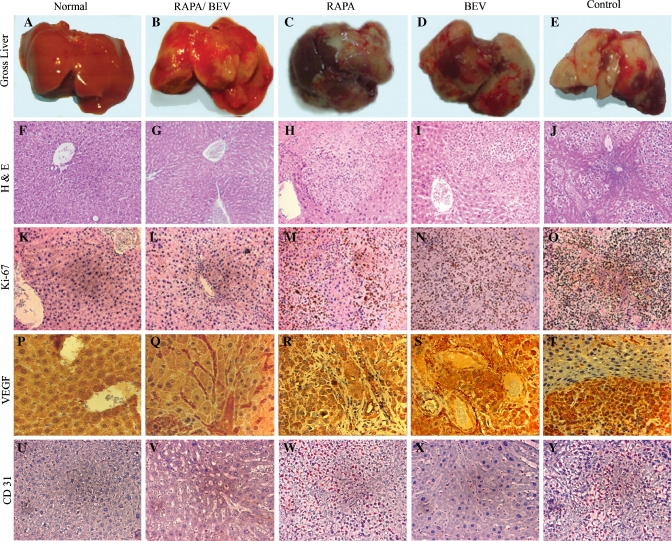 Normal RAPA/ BEV RAPA BEV Control
Gross Liver A B C D E
H & E F G H I J
Ki-67 K L M N O
VEGF P Q R S T
CD 31 U V W X Y